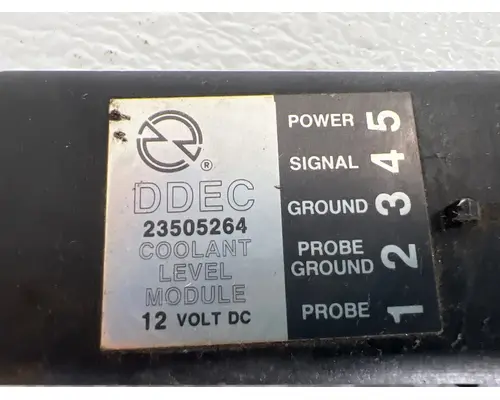 ®
DDEC
23505264
COOLANT
LEVEL
MODULE
12 VOLT DC
POWER 5
SIGNAL 4
GROUND 3
PROBE
GROUND 2
PROBE 1